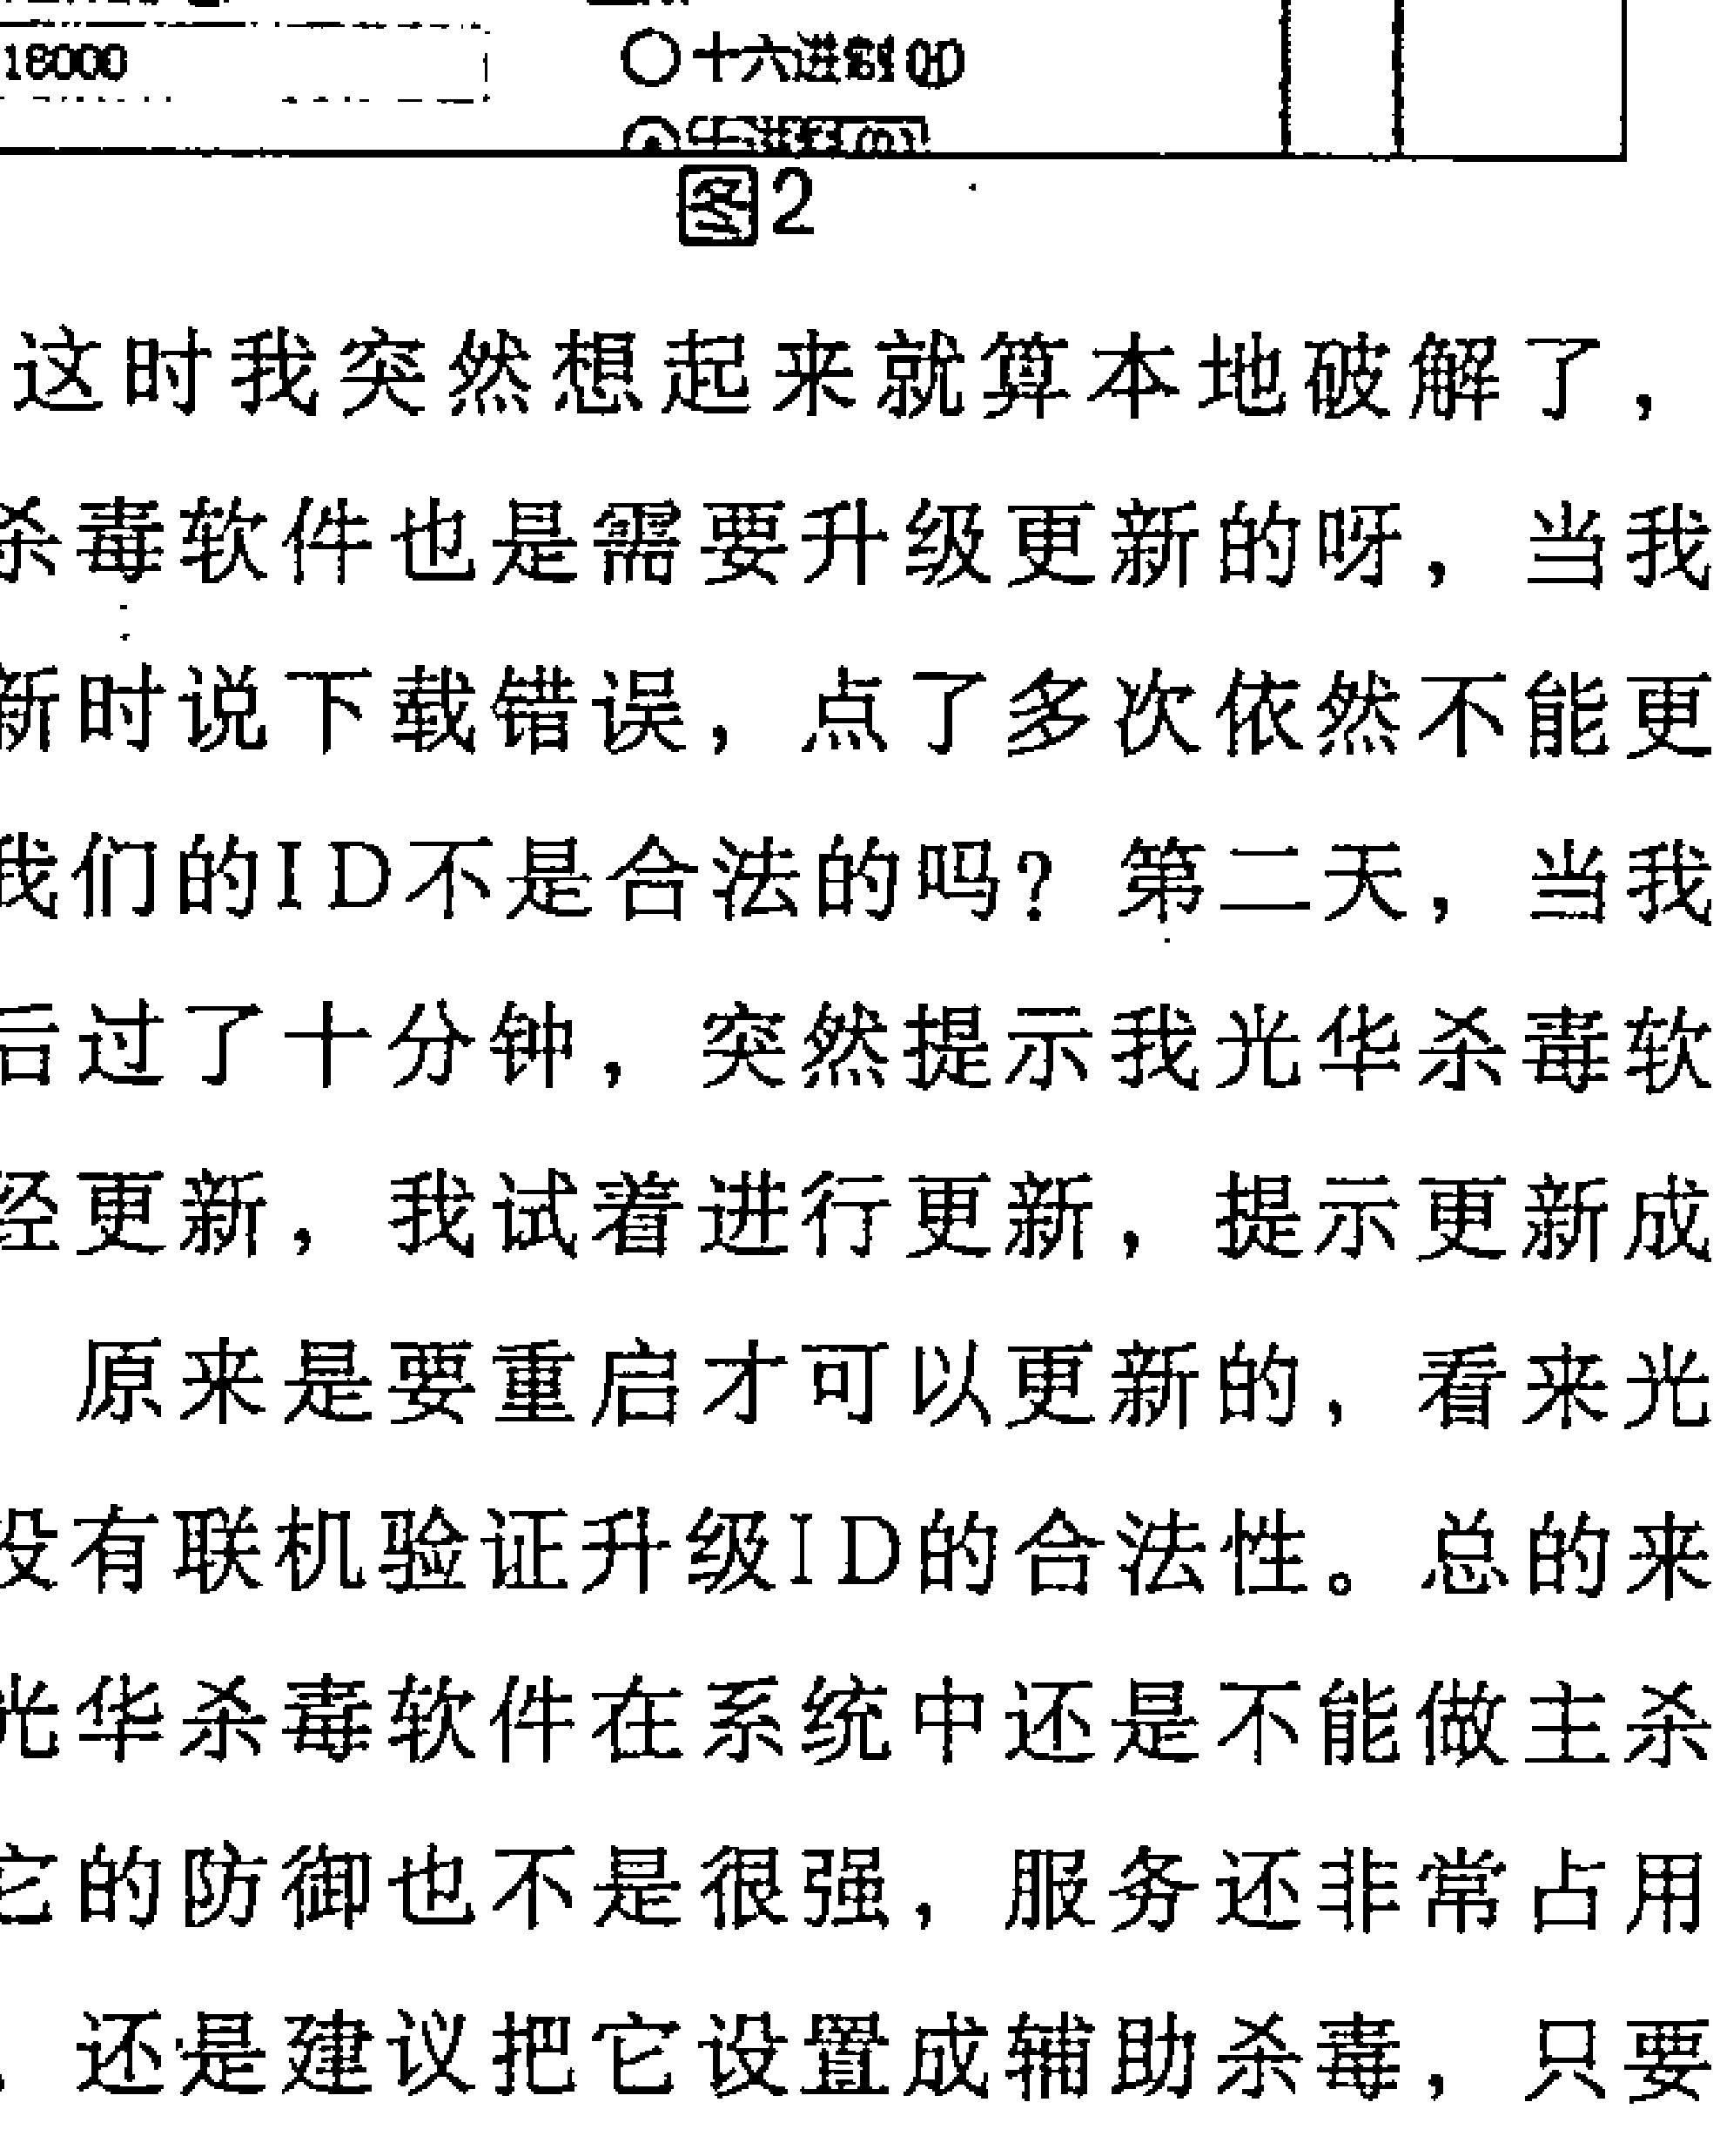 18000
十六进制(H)
十进制(D)
图2
这时我突然想起来就算本地破解了，
杀毒软件也是需要升级更新的呀，当我
新时说下载错误，点了多次依然不能更
我们的ID不是合法的吗？第二天，当我
后过了十分钟，突然提示我光华杀毒软
经更新，我试着进行更新，提示更新成
原来是要重启才可以更新的，看来光
没有联机验证升级ID的合法性。总的来
光华杀毒软件在系统中还是不能做主杀
它的防御也不是很强，服务还非常占用
，还是建议把它设置成辅助杀毒，只要